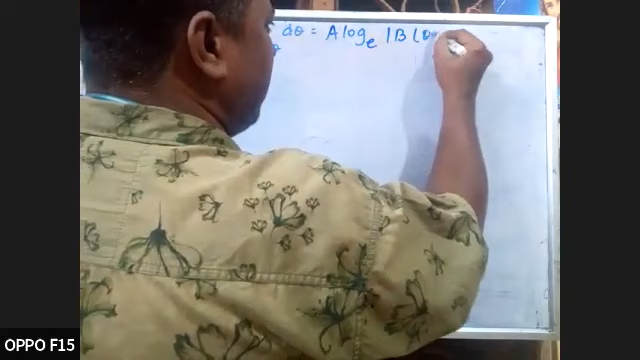 dθ = A log_e |B(θ
OPPO F15